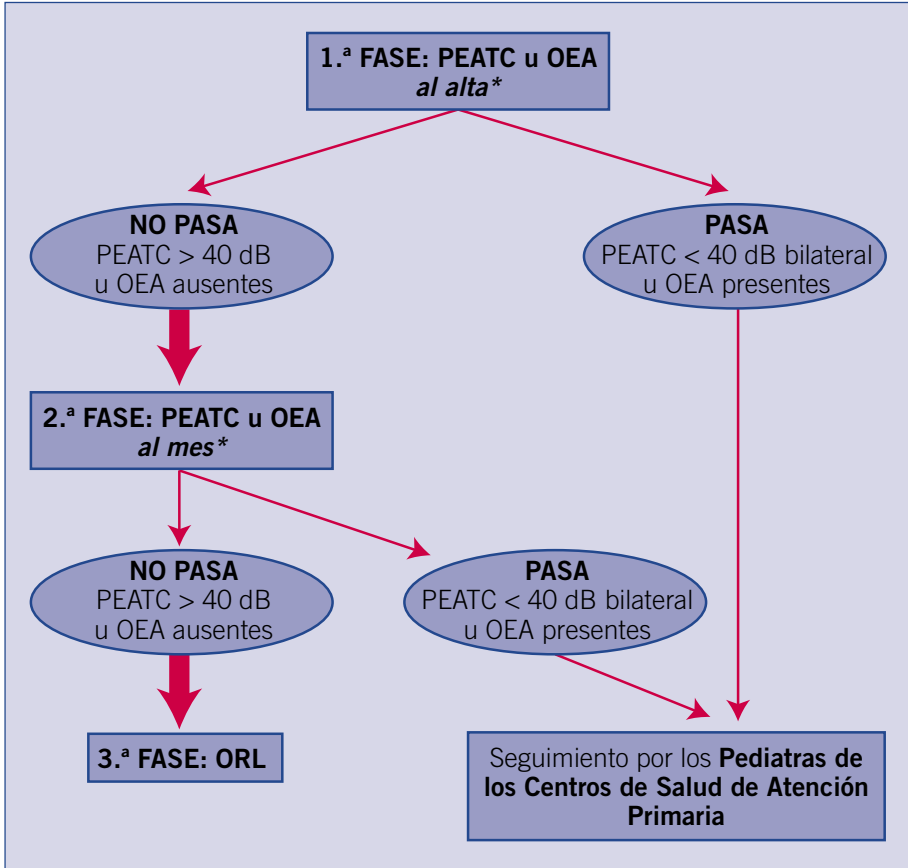 1.ª FASE: PEATC u OEA
al alta*
NO PASA
PEATC > 40 dB
u OEA ausentes
PASA
PEATC < 40 dB bilateral
u OEA presentes
2.ª FASE: PEATC u OEA
al mes*
NO PASA
PEATC > 40 dB
u OEA ausentes
PASA
PEATC < 40 dB bilateral
u OEA presentes
3.ª FASE: ORL
Seguimiento por los Pediatras de
los Centros de Salud de Atención
Primaria